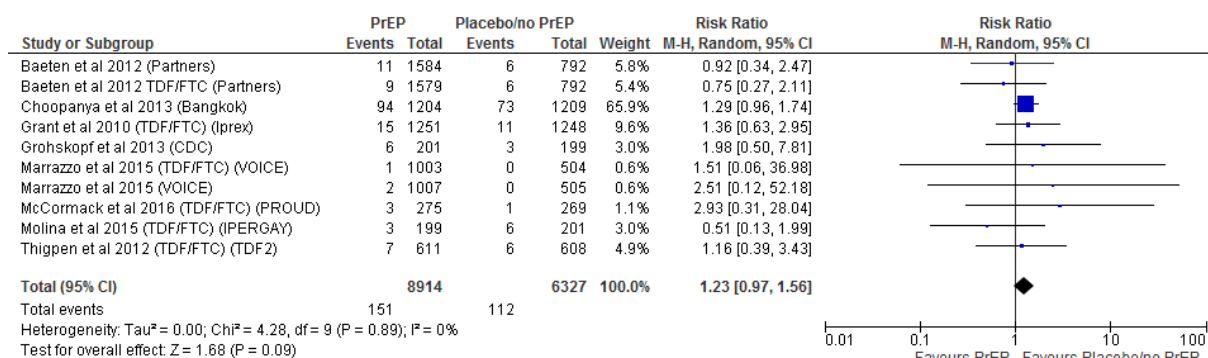 PrEP Placebo/no PrEP Risk Ratio Risk Ratio
Study or Subgroup Events Total Events Total Weight M-H, Random, 95% CI M-H, Random, 95% CI
Baeten et al 2012 (Partners) 11 1584 6 792 5.8% 0.92 [0.34, 2.47]
Baeten et al 2012 TDF/FTC (Partners) 9 1579 6 792 5.4% 0.75 [0.27, 2.11]
Choopanya et al 2013 (Bangkok) 94 1204 73 1209 65.9% 1.29 [0.96, 1.74]
Grant et al 2010 (TDF/FTC) (Iprex) 15 1251 11 1248 9.6% 1.36 [0.63, 2.95]
Grohskopf et al 2013 (CDC) 6 201 3 199 3.0% 1.98 [0.50, 7.81]
Marrazzo 2015 (TDF/FTC) (VOICE) 1 1003 0 504 0.6% 1.51 [0.06, 36.98]
Marrazzo 2015 (VOICE) 2 1007 0 505 0.6% 2.51 [0.12, 52.18]
McCormack et al 2016 (TDF/FTC) (PROUD) 3 275 1 269 1.1% 2.93 [0.31, 28.04]
Molina et al 2015 (TDF/FTC) (IPERGAY) 3 199 6 201 3.0% 0.51 [0.13, 1.99]
Thigpen et al 2012 (TDF/FTC) (TDF2) 7 611 6 608 4.9% 1.16 [0.39, 3.43]
Total (95% CI) 8914 6327 100.0% 1.23 [0.97, 1.56]
Total events 151 112
Heterogeneity: Tau² = 0.00; Chi² = 4.28, df = 9 (P = 0.89); I² = 0%
Test for overall effect: Z = 1.68 (P = 0.09)
0.01 0.1 1 10 100
Favours PrEP Favours Placebo/no PrEP